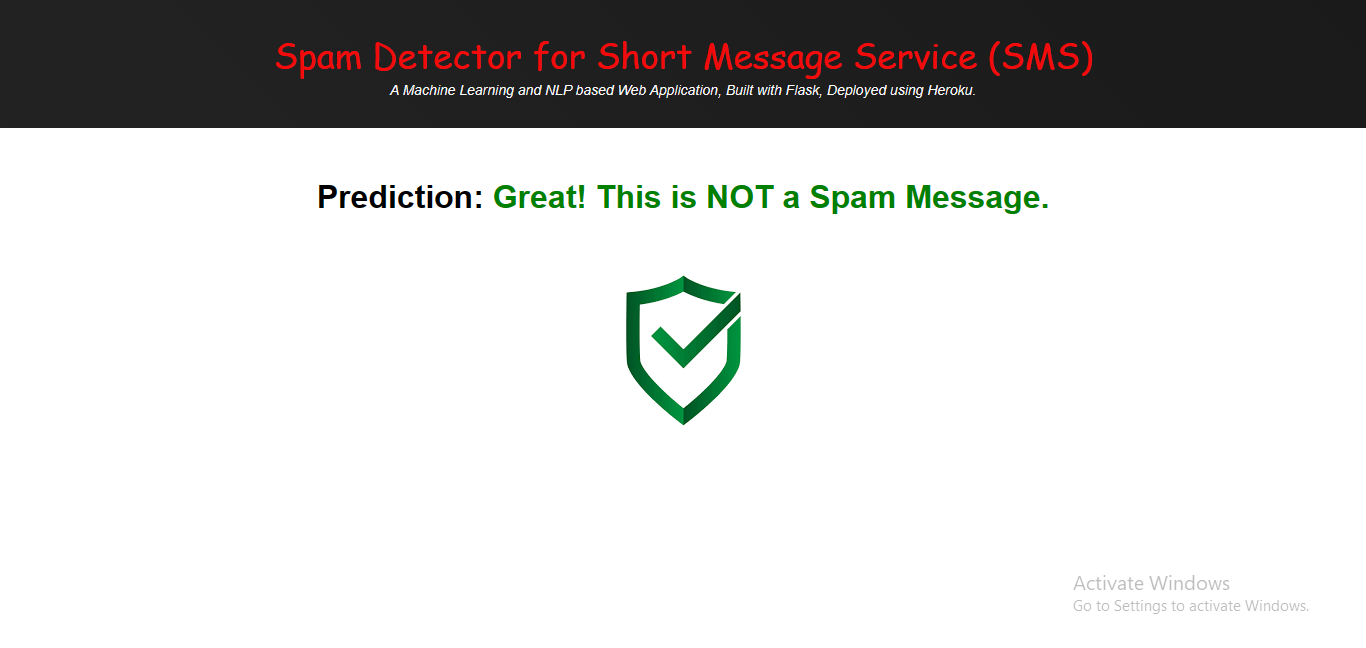 Spam Detector for Short Message Service (SMS)
A Machine Learning and NLP based Web Application, Built with Flask, Deployed using Heroku.
Prediction: Great! This is NOT a Spam Message.
Activate Windows
Go to Settings to activate Windows.